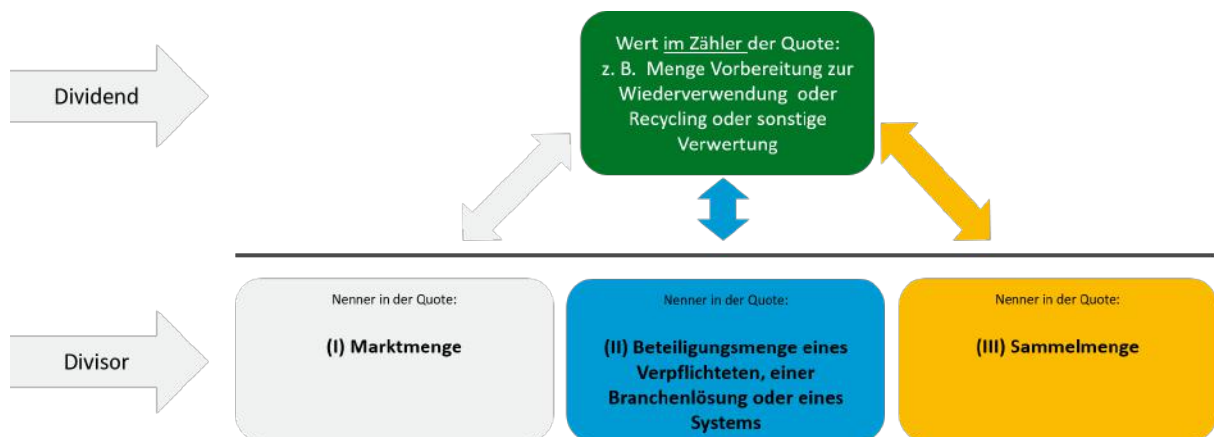 Dividend
Wert im Zähler der Quote:
z. B. Menge Vorbereitung zur
Wiederverwendung oder
Recycling oder sonstige
Verwertung
Divisor
Nenner in der Quote:
(I) Marktmenge
Nenner in der Quote:
(II) Beteiligungsmenge eines
Verpflichteten, einer
Branchenlösung oder eines
Systems
Nenner in der Quote:
(III) Sammelmenge